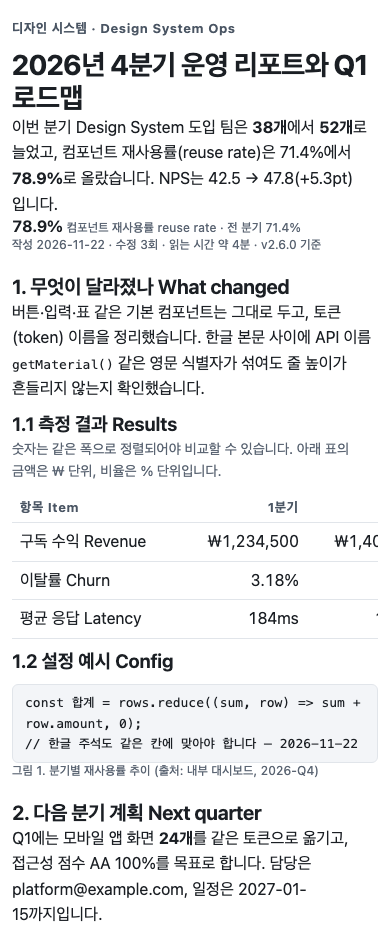 디자인 시스템 · Design System Ops
2026년 4분기 운영 리포트와 Q1
로드맵
이번 분기 Design System 도입 팀은 38개에서 52개로
늘었고, 컴포넌트 재사용률(reuse rate)은 71.4%에서
78.9%로 올랐습니다. NPS는 42.5 → 47.8(+5.3pt)
입니다.
78.9% 컴포넌트 재사용률 reuse rate · 전 분기 71.4%
작성 2026-11-22 · 수정 3회 · 읽는 시간 약 4분 · v2.6.0 기준
1. 무엇이 달라졌나 What changed
버튼·입력·표 같은 기본 컴포넌트는 그대로 두고, 토큰
(token) 이름을 정리했습니다. 한글 본문 사이에 API 이름
getMaterial() 같은 영문 식별자가 섞여도 줄 높이가
흔들리지 않는지 확인했습니다.
1.1 측정 결과 Results
숫자는 같은 폭으로 정렬되어야 비교할 수 있습니다. 아래 표의
금액은 ₩ 단위, 비율은 % 단위입니다.
항목 Item 1분기
구독 수익 Revenue ₩1,234,500 ₩1,40
이탈률 Churn 3.18%
평균 응답 Latency 184ms
1.2 설정 예시 Config
const 합계 = rows.reduce((sum, row) => sum +
row.amount, 0);
// 한글 주석도 같은 칸에 맞아야 합니다 — 2026-11-22
그림 1. 분기별 재사용률 추이 (출처: 내부 대시보드, 2026-Q4)
2. 다음 분기 계획 Next quarter
Q1에는 모바일 앱 화면 24개를 같은 토큰으로 옮기고,
접근성 점수 AA 100%를 목표로 합니다. 담당은
platform@example.com, 일정은 2027-01-
15까지입니다.